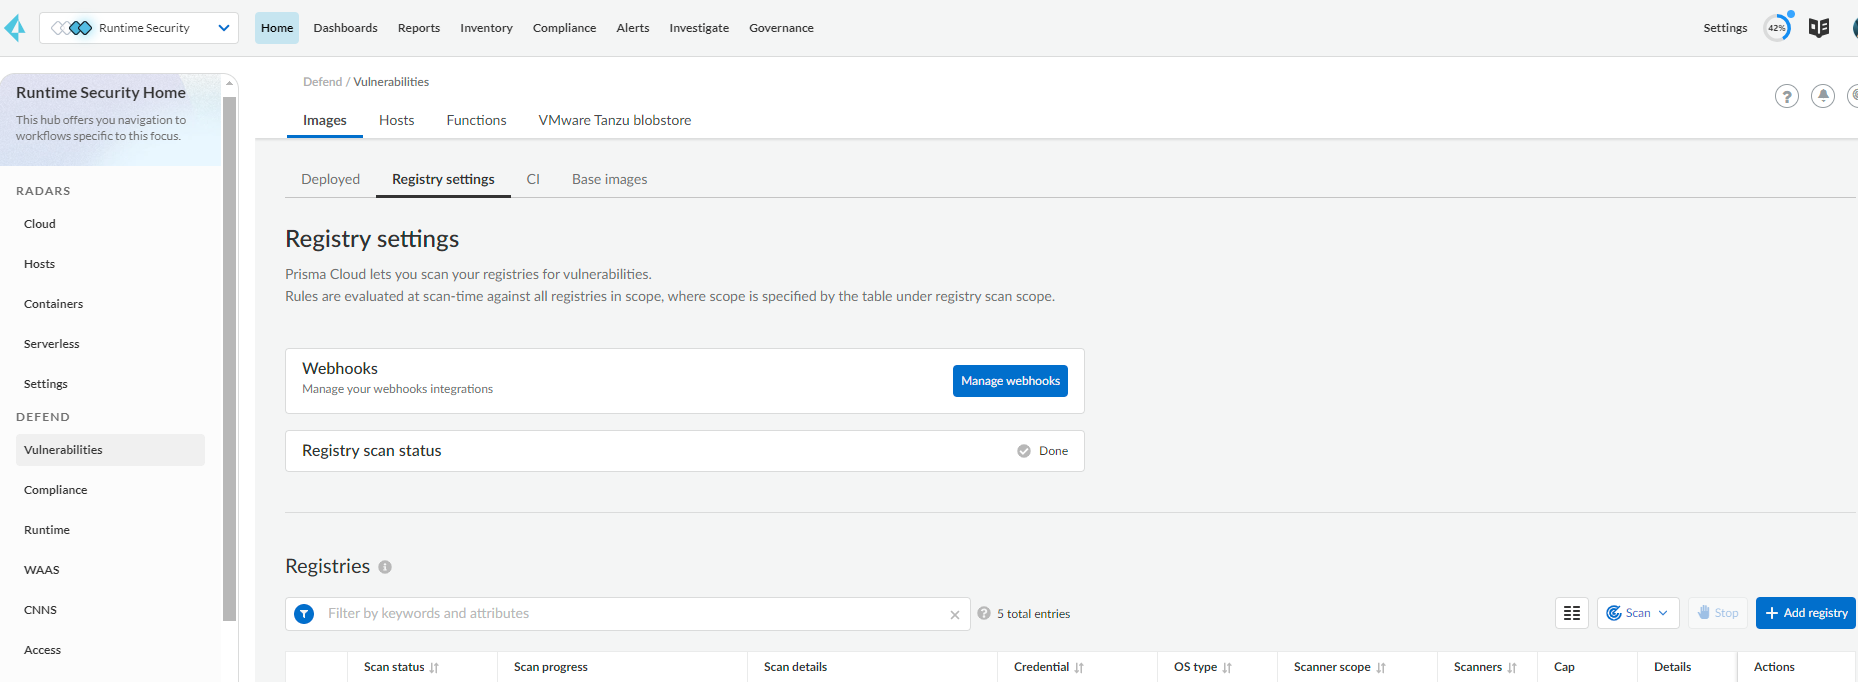 Runtime Security
Home Dashboards Reports Inventory Compliance Alerts Investigate Governance
Settings 42%
Runtime Security Home
This hub offers you navigation to
workflows specific to this focus.
RADARS
Cloud
Hosts
Containers
Serverless
Settings
DEFEND
Vulnerabilities
Compliance
Runtime
WAAS
CNNS
Access
Defend / Vulnerabilities
Images Hosts Functions VMware Tanzu blobstore
Deployed Registry settings CI Base images
Registry settings
Prisma Cloud lets you scan your registries for vulnerabilities.
Rules are evaluated at scan-time against all registries in scope, where scope is specified by the table under registry scan scope.
Webhooks
Manage your webhooks integrations
Manage webhooks
Registry scan status Done
Registries
Filter by keywords and attributes 5 total entries Scan Stop + Add registry
Scan status Scan progress Scan details Credential OS type Scanner scope Scanners Cap Details Actions